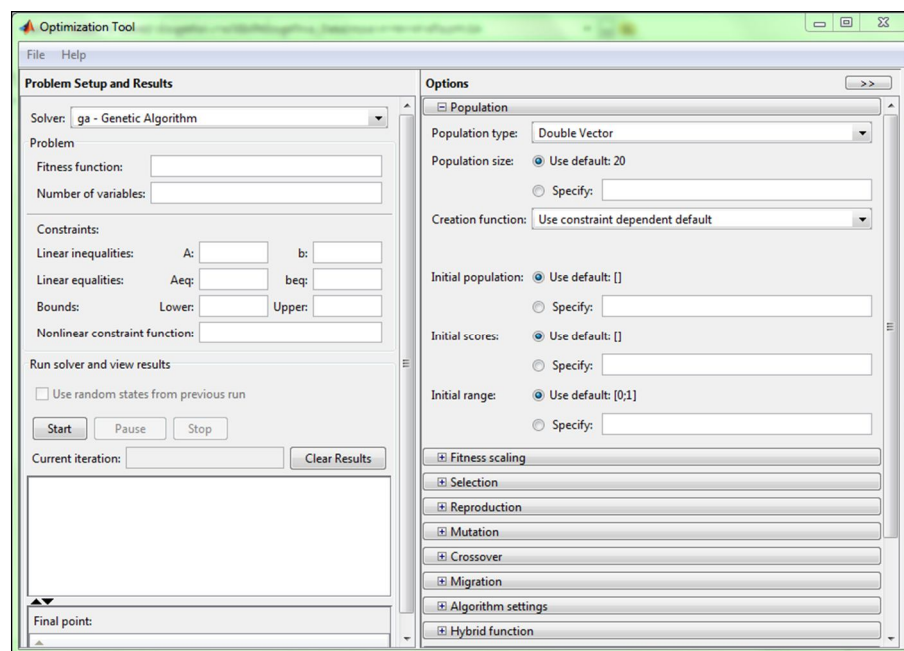 Optimization Tool
File Help
Problem Setup and Results
Solver: ga - Genetic Algorithm
Problem
Fitness function:
Number of variables:
Constraints:
Linear inequalities: A: b:
Linear equalities: Aeq: beq:
Bounds: Lower: Upper:
Nonlinear constraint function:
Run solver and view results
Use random states from previous run
Start Pause Stop
Current iteration: Clear Results
Final point:
Options >>
Population
Population type: Double Vector
Population size: Use default: 20
Specify:
Creation function: Use constraint dependent default
Initial population: Use default: []
Specify:
Initial scores: Use default: []
Specify:
Initial range: Use default: [0;1]
Specify:
Fitness scaling
Selection
Reproduction
Mutation
Crossover
Migration
Algorithm settings
Hybrid function